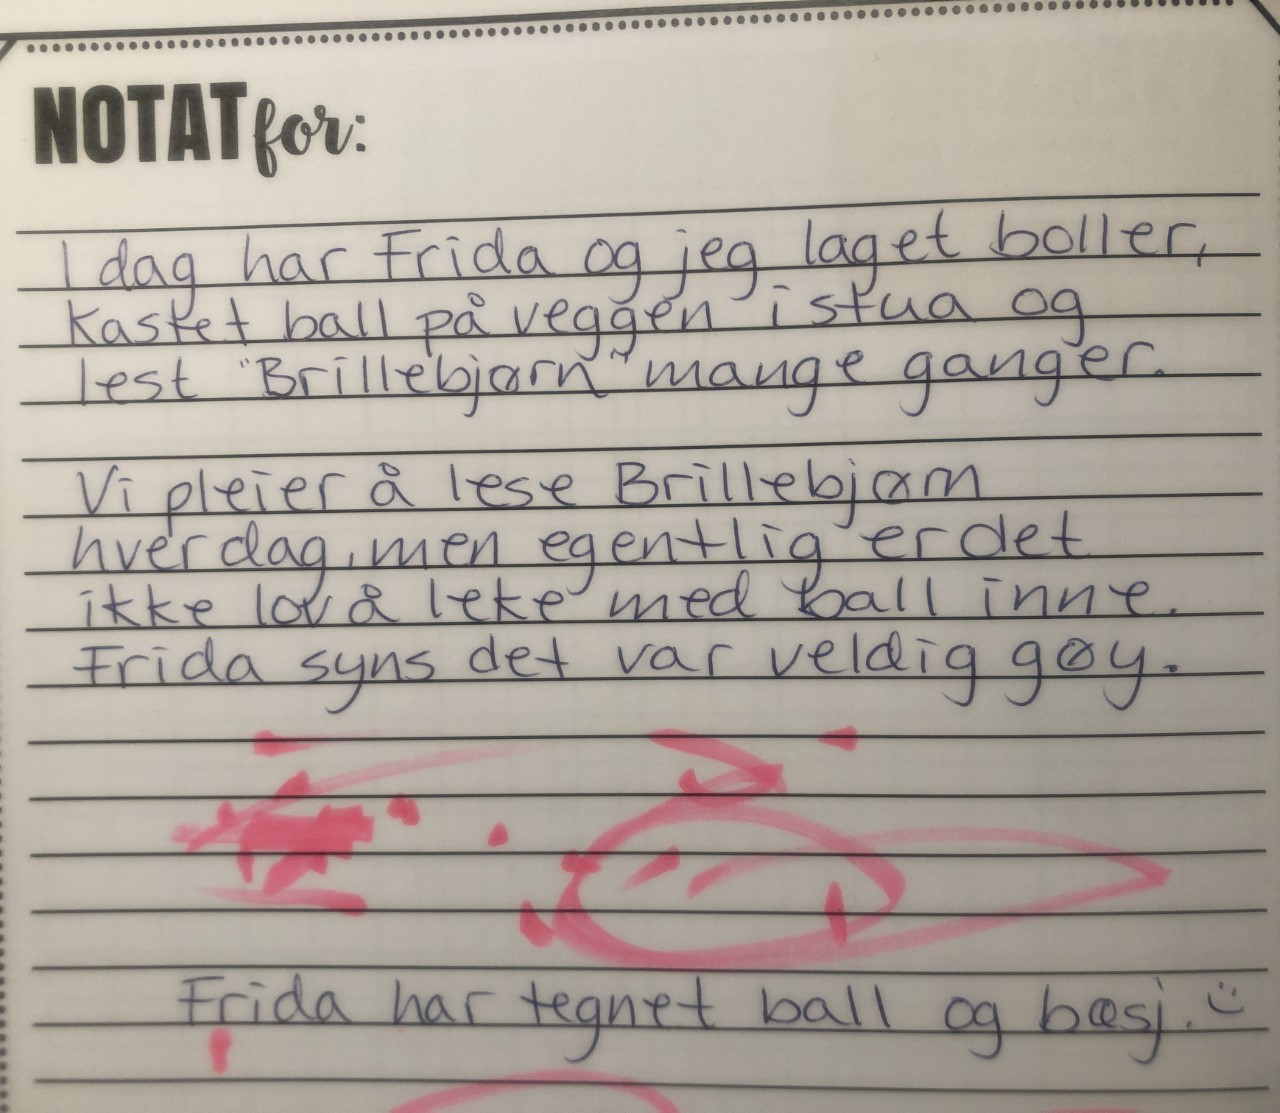 NOTAT for:
I dag har Frida og jeg laget boller,
kastet ball på veggen i stua og
lest "Brillebjørn" mange ganger.
Vi pleier å lese Brillebjørn
hver dag, men egentlig er det
ikke lov å leke med ball inne.
Frida syns det var veldig gøy.
Frida har tegnet ball og bæsj. :)